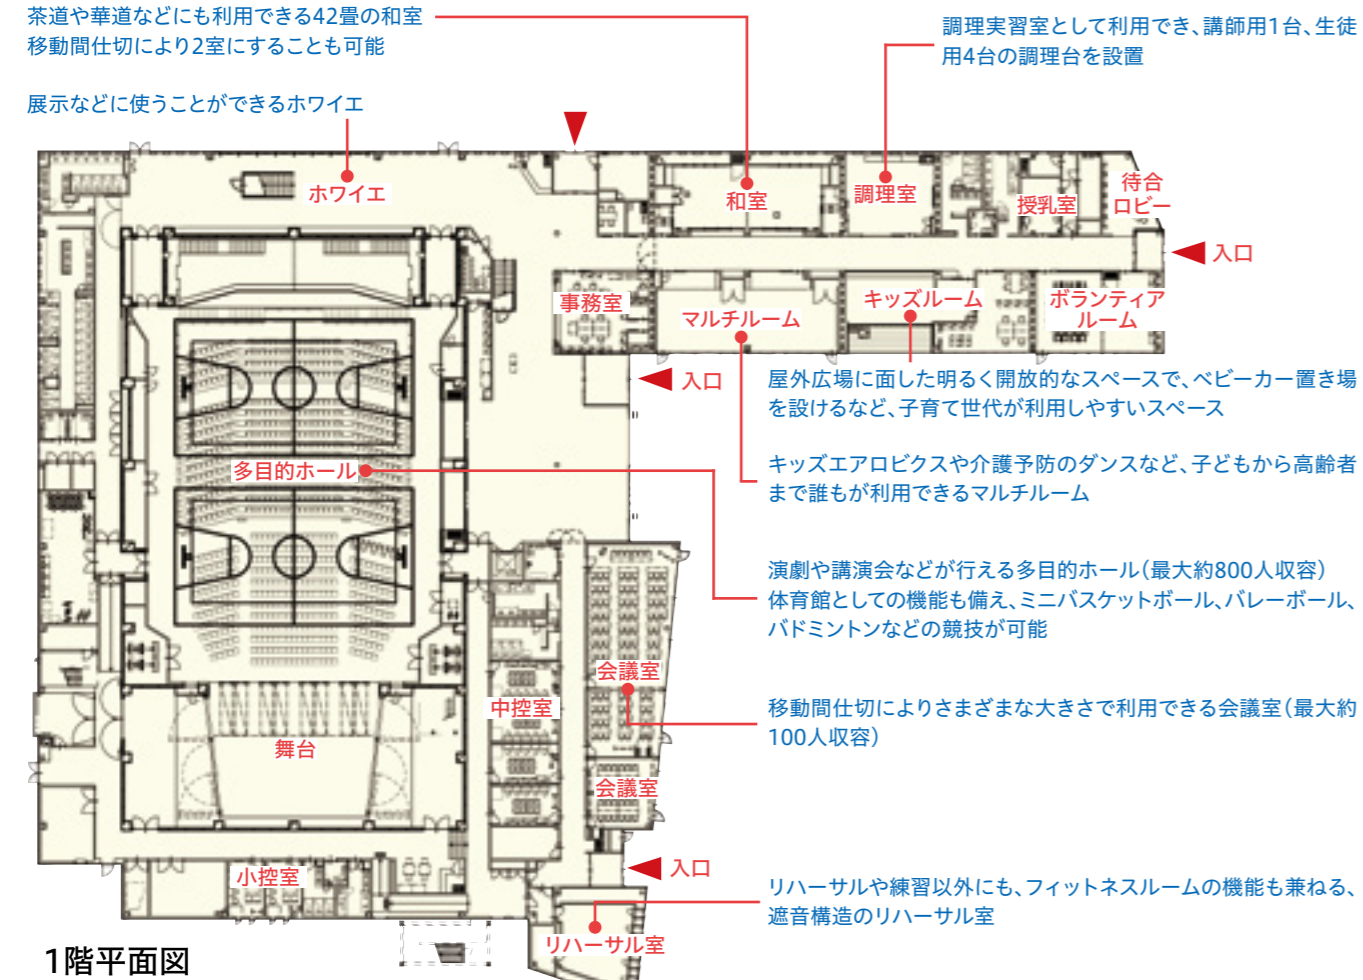 茶道や華道などにも利用できる42畳の和室
移動間仕切により2室にすることも可能
調理実習室として利用でき、講師用1台、生徒
用4台の調理台を設置
展示などに使うことができるホワイエ
ホワイエ
和室
調理室
授乳室
待合
ロビー
入口
事務室
マルチルーム
キッズルーム
ボランティア
ルーム
入口
屋外広場に面した明るく開放的なスペースで、ベビーカー置き場
を設けるなど、子育て世代が利用しやすいスペース
多目的ホール
キッズエアロビクスや介護予防のダンスなど、子どもから高齢者
まで誰もが利用できるマルチルーム
演劇や講演会などが行える多目的ホール（最大約800人収容）
体育館としての機能も備え、ミニバスケットボール、バレーボール、
バドミントンなどの競技が可能
会議室
中控室
移動間仕切によりさまざまな大きさで利用できる会議室（最大約
100人収容）
舞台
会議室
入口
小控室
リハーサルや練習以外にも、フィットネスルームの機能も兼ねる、
遮音構造のリハーサル室
リハーサル室
1階平面図